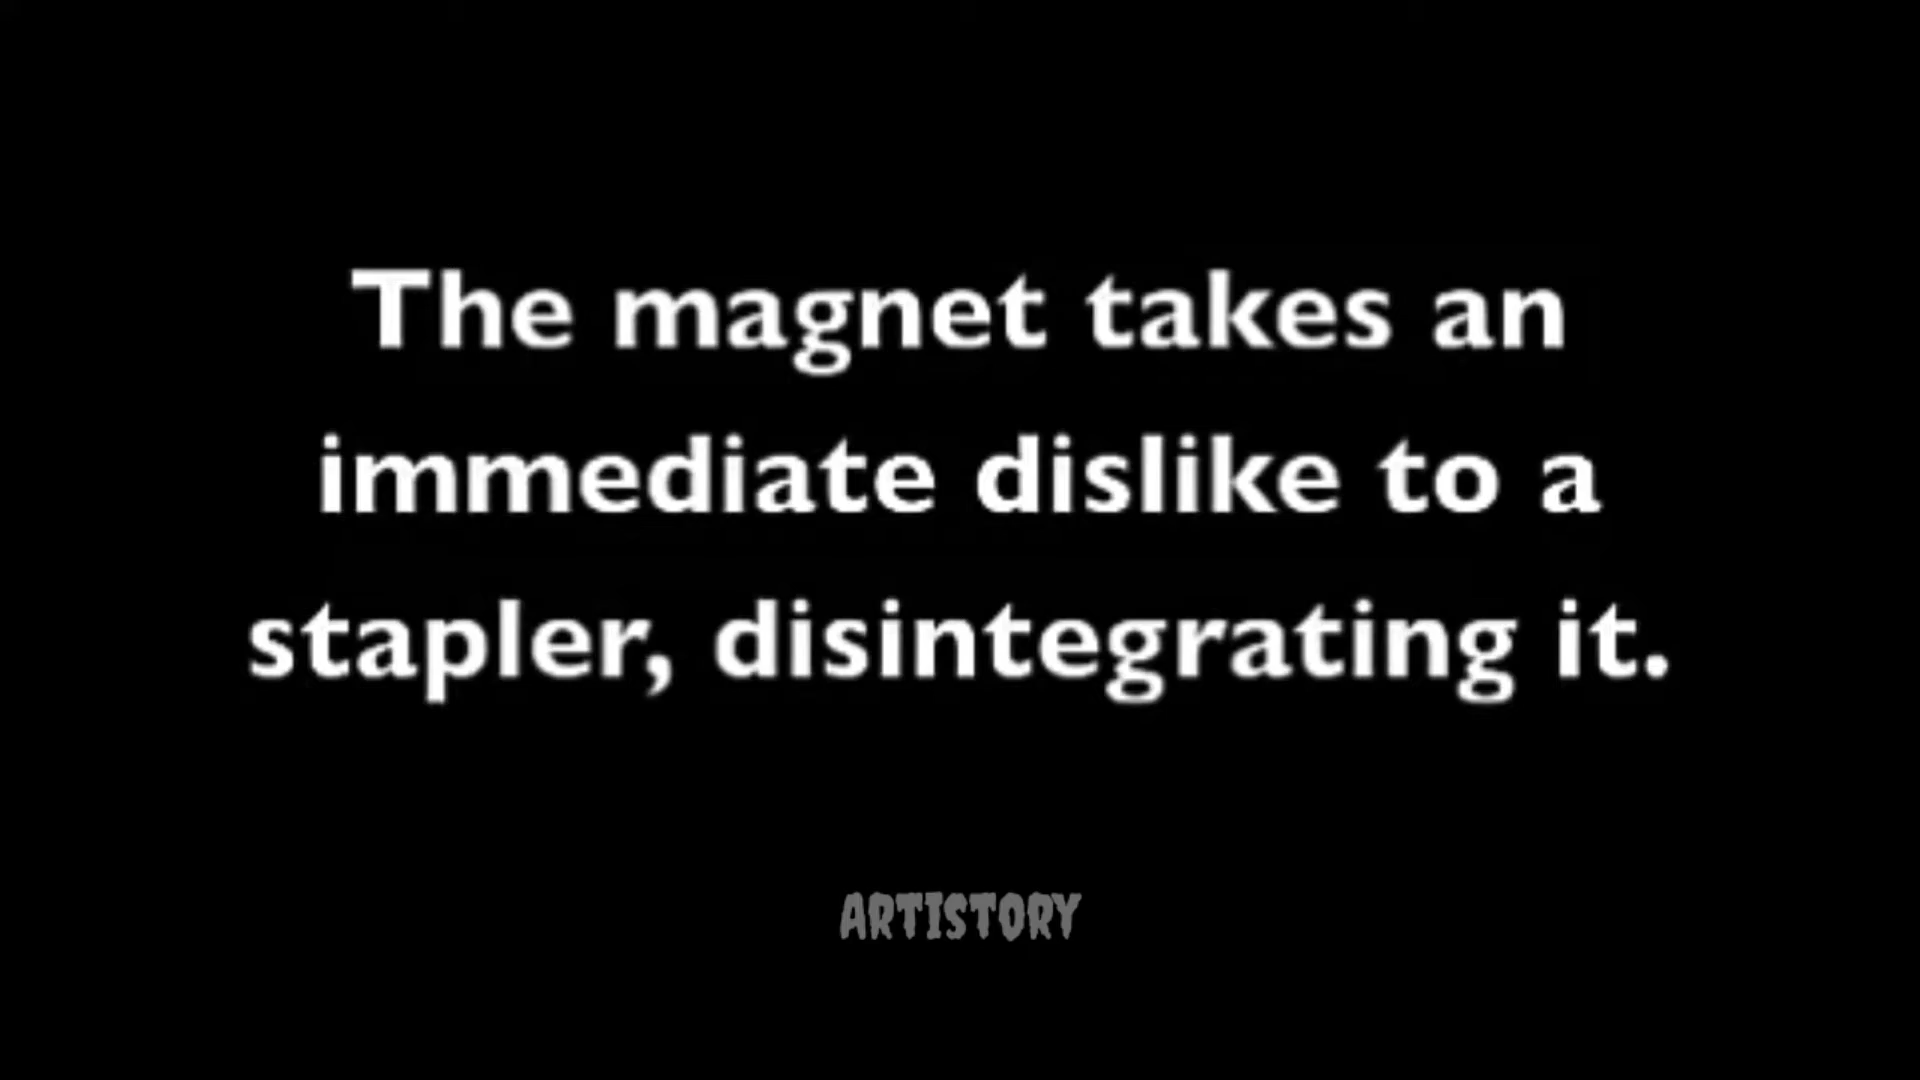 The magnet takes an
immediate dislike to a
stapler, disintegrating it.
ARTISTORY